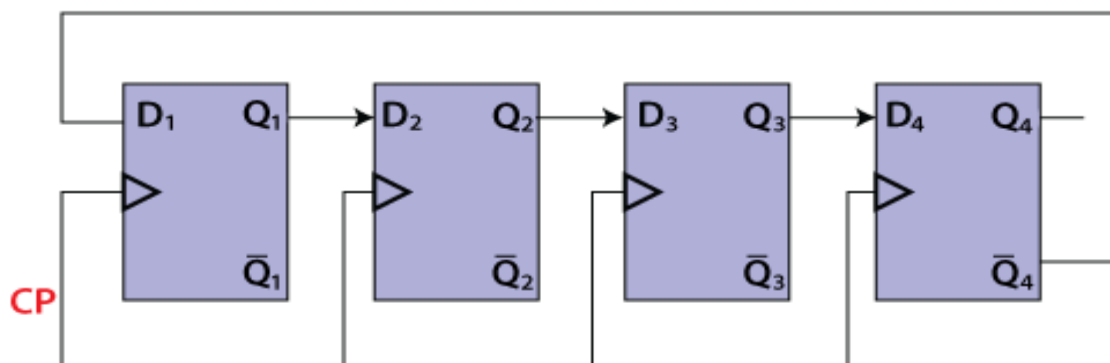 D₁ Q₁ D₂ Q₂ D₃ Q₃ D₄ Q₄
Q̅₁ Q̅₂ Q̅₃ Q̅₄
CP